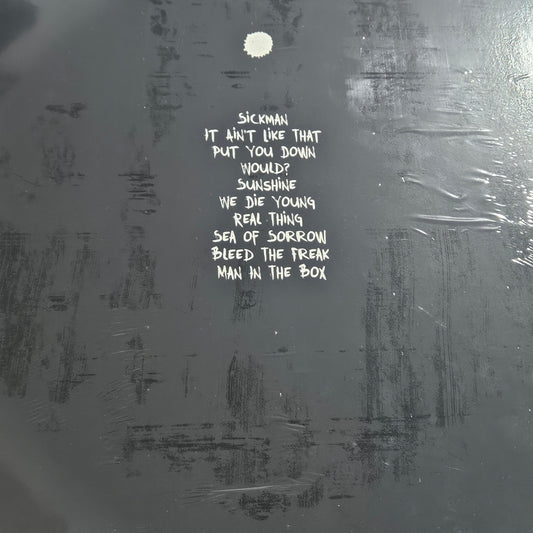 SICKMAN
IT AIN'T LIKE THAT
PUT YOU DOWN
WOULD?
SUNSHINE
WE DIE YOUNG
REAL THING
SEA OF SORROW
BLEED THE FREAK
MAN IN THE BOX